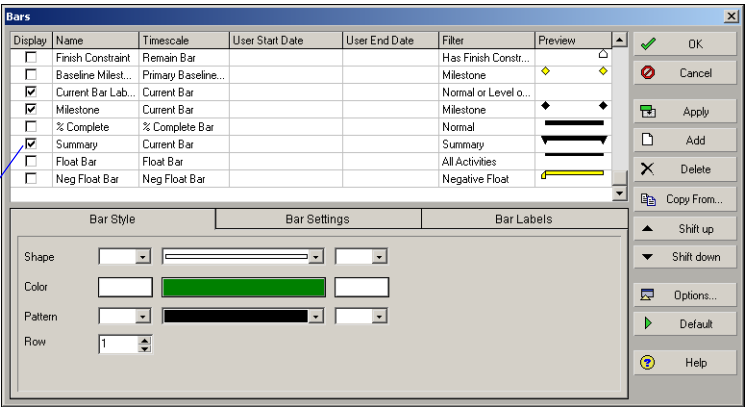 Bars
Display Name Timescale User Start Date User End Date Filter Preview
Finish Constraint Remain Bar Has Finish Constr...
Baseline Milest... Primary Baseline... Milestone
Current Bar Lab... Current Bar Normal or Level o...
Milestone Current Bar Milestone
% Complete % Complete Bar Normal
Summary Current Bar Summary
Float Bar Float Bar All Activities
Neg Float Bar Neg Float Bar Negative Float
Bar Style Bar Settings Bar Labels
Shape
Color
Pattern
Row 1
OK
Cancel
Apply
Add
Delete
Copy From...
Shift up
Shift down
Options...
Default
Help